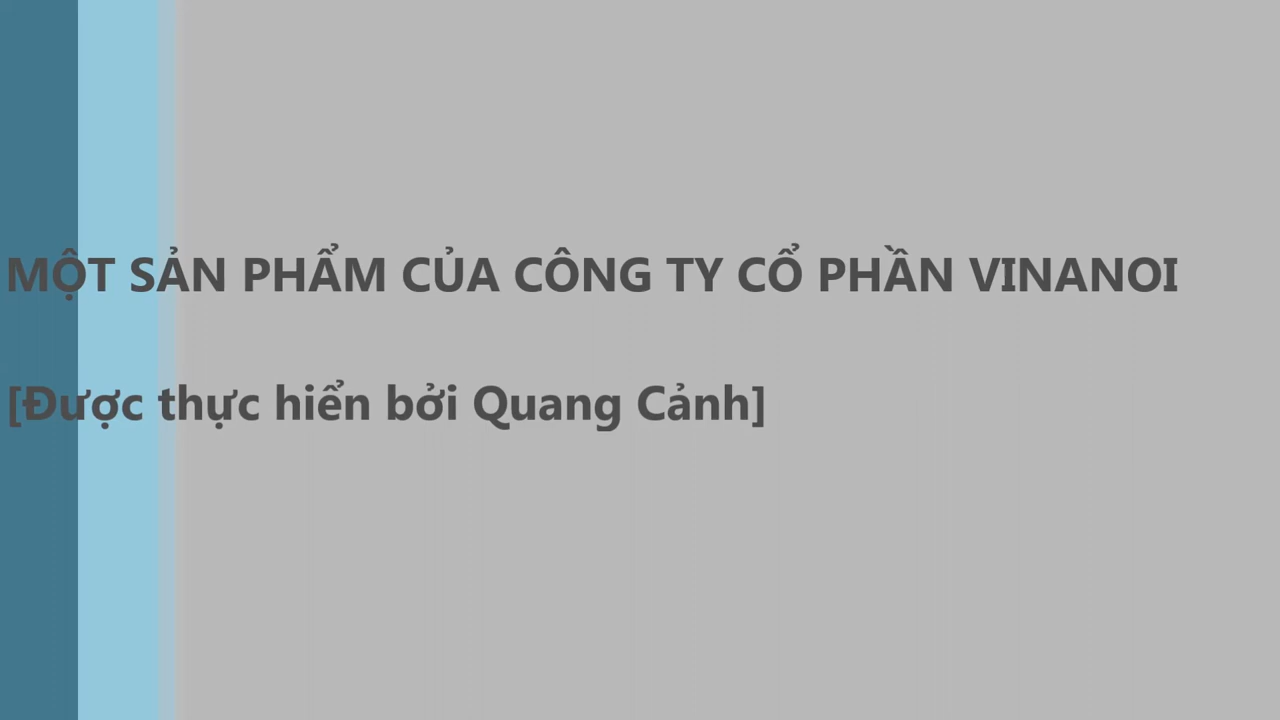 MỘT SẢN PHẨM CỦA CÔNG TY CỔ PHẦN VINANOI
[Được thực hiển bởi Quang Cảnh]